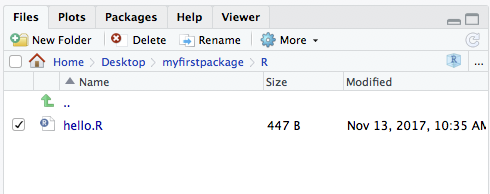 Files Plots Packages Help Viewer
New Folder Delete Rename More
Home Desktop myfirstpackage R R ...
Name Size Modified
..
R hello.R 447 B Nov 13, 2017, 10:35 AM